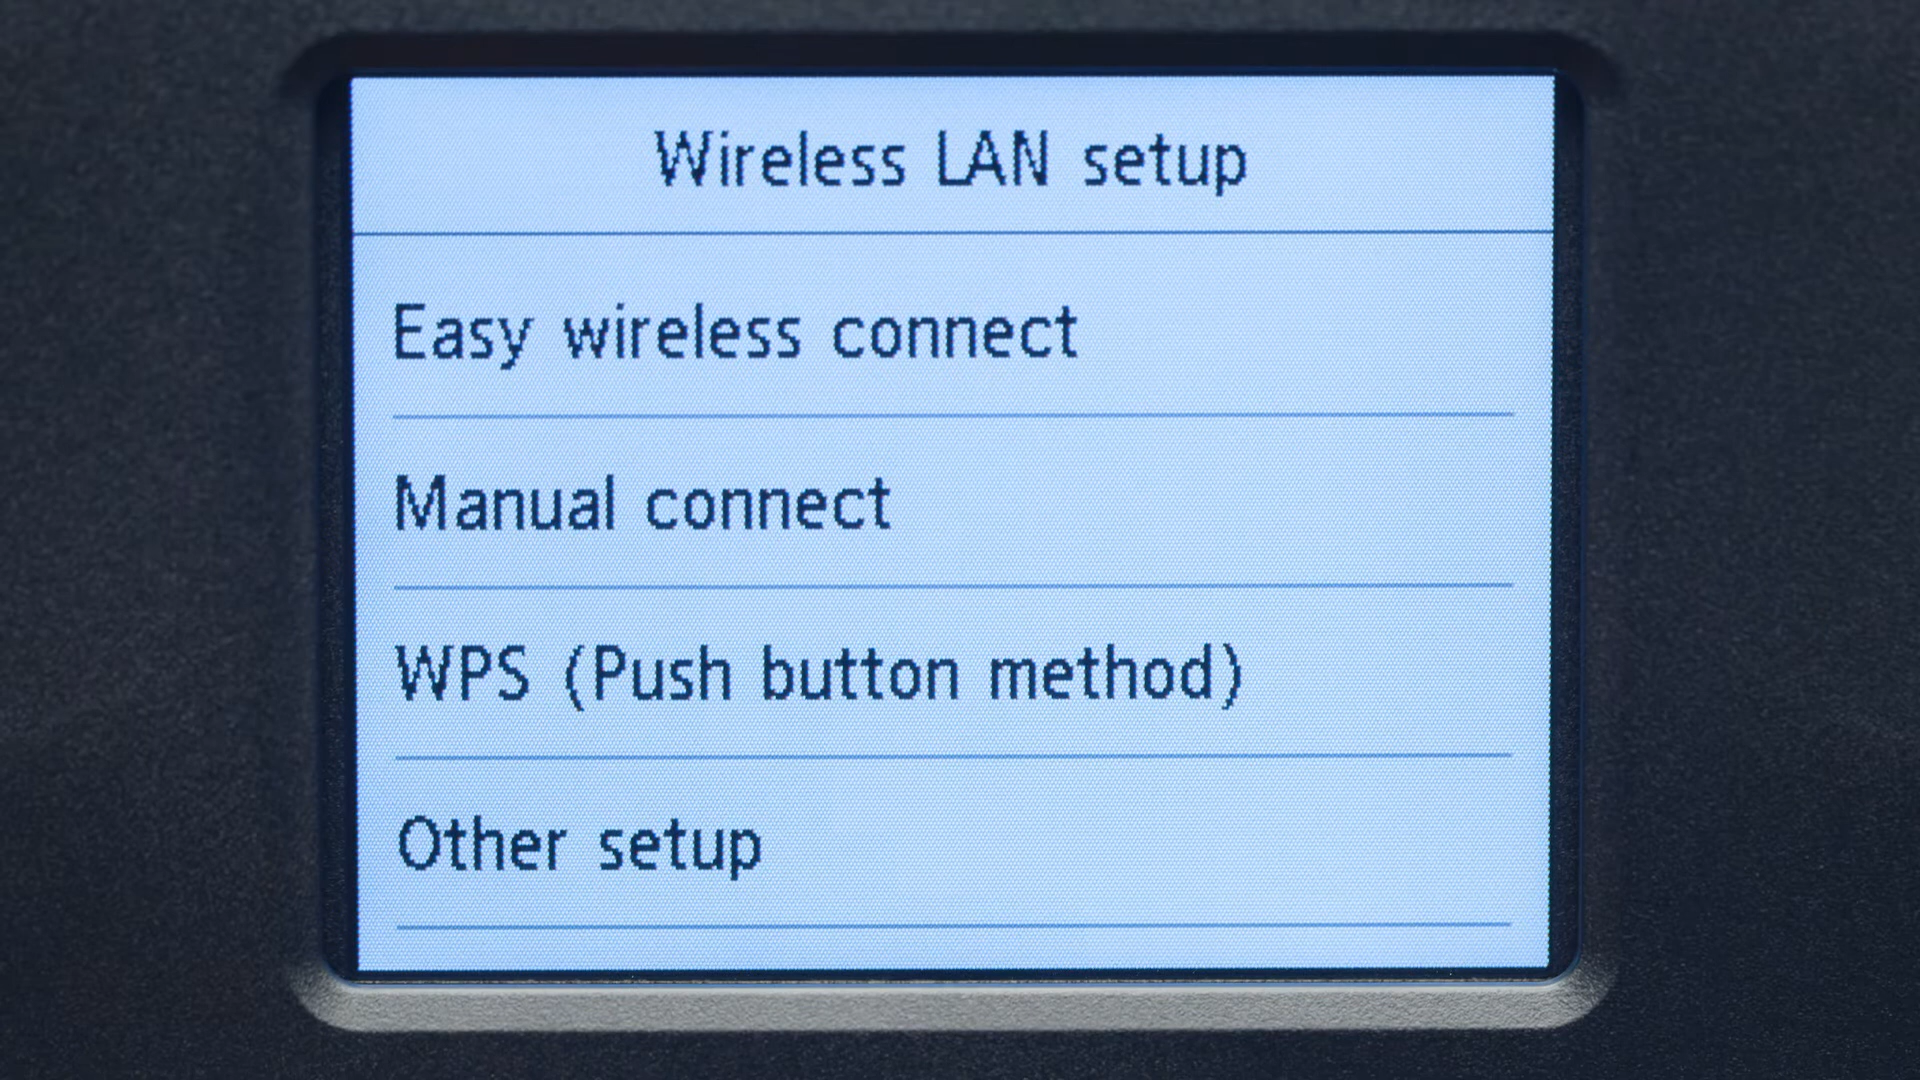 Wireless LAN setup
Easy wireless connect
Manual connect
WPS (Push button method)
Other setup